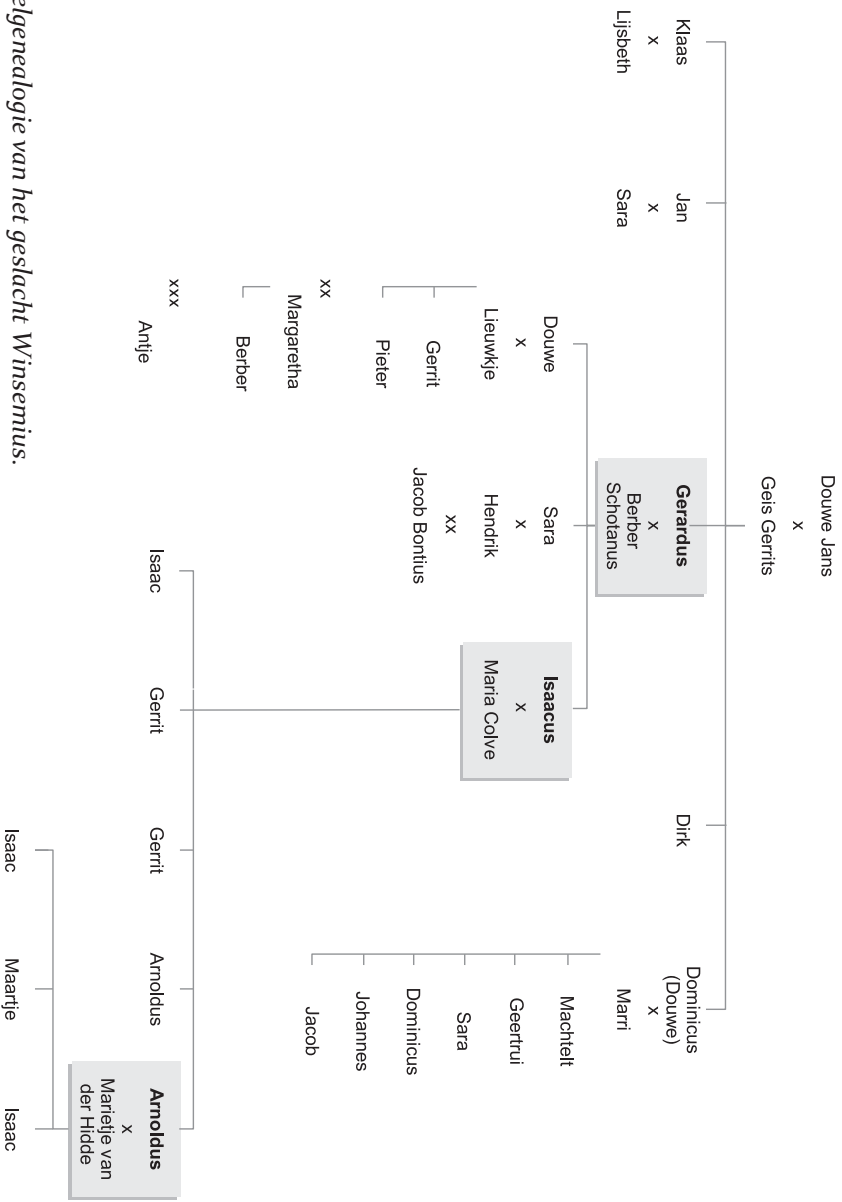 Douwe Jans
x
Geis Gerrits
Klaas
x
Lijsbeth
Jan
x
Sara
Gerardus
x
Berber
Schotanus
Dirk
Dominicus
(Douwe)
x
Marri
Machtelt
Geertrui
Sara
Dominicus
Johannes
Jacob
Douwe
x
Lieuwkje
Gerrit
Pieter
xx
Margaretha
Berber
xxx
Antje
Sara
x
Hendrik
xx
Jacob Bontius
Isaacus
x
Maria Colve
Isaac
Gerrit
Gerrit
Arnoldus
Arnoldus
x
Marietje van
der Hidde
Isaac
Maartje
Isaac
elgenealogie van het geslacht Winsemius.